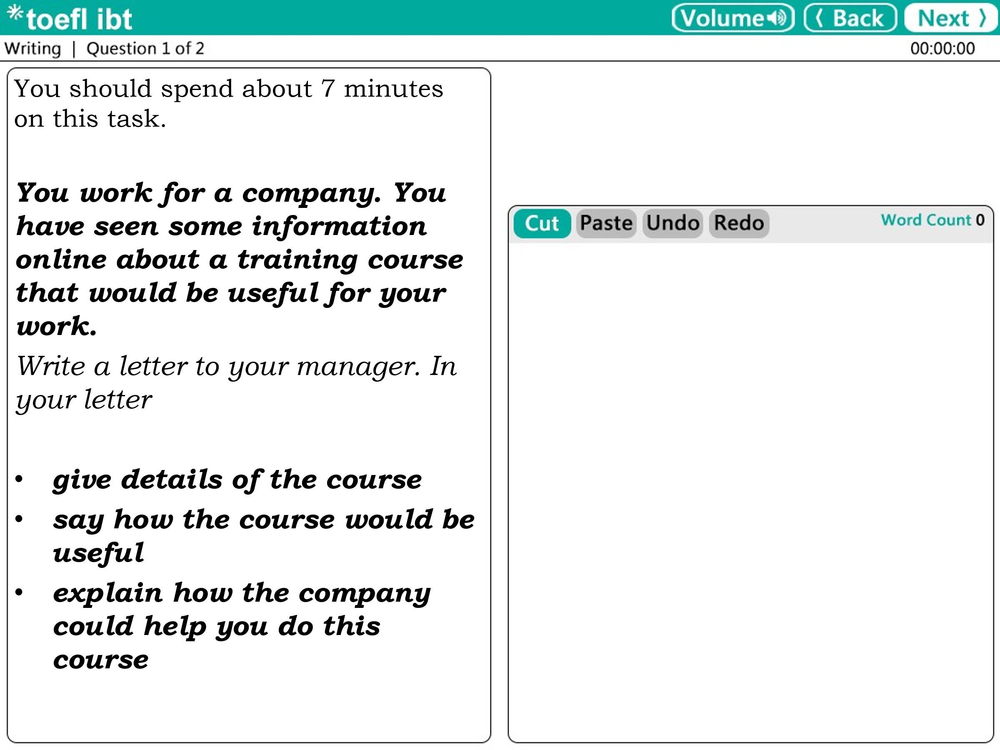 *toefl ibt
Volume
Back
Next
Writing | Question 1 of 2
00:00:00
You should spend about 7 minutes
on this task.
You work for a company. You
have seen some information
online about a training course
that would be useful for your
work.
Write a letter to your manager. In
your letter
• give details of the course
• say how the course would be
useful
• explain how the company
could help you do this
course
Cut Paste Undo Redo
Word Count 0